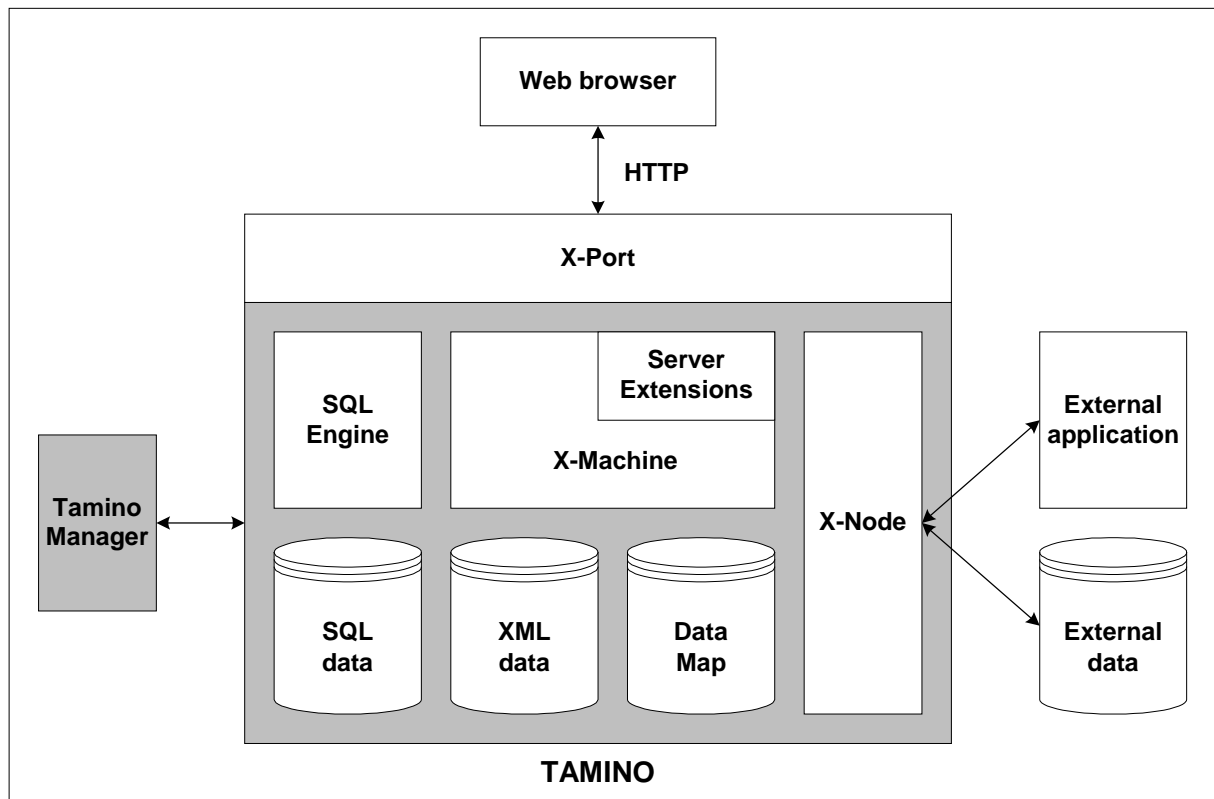 Web browser
HTTP
X-Port
SQL
Engine
Server
Extensions
X-Machine
X-Node
External
application
Tamino
Manager
SQL
data
XML
data
Data
Map
External
data
TAMINO